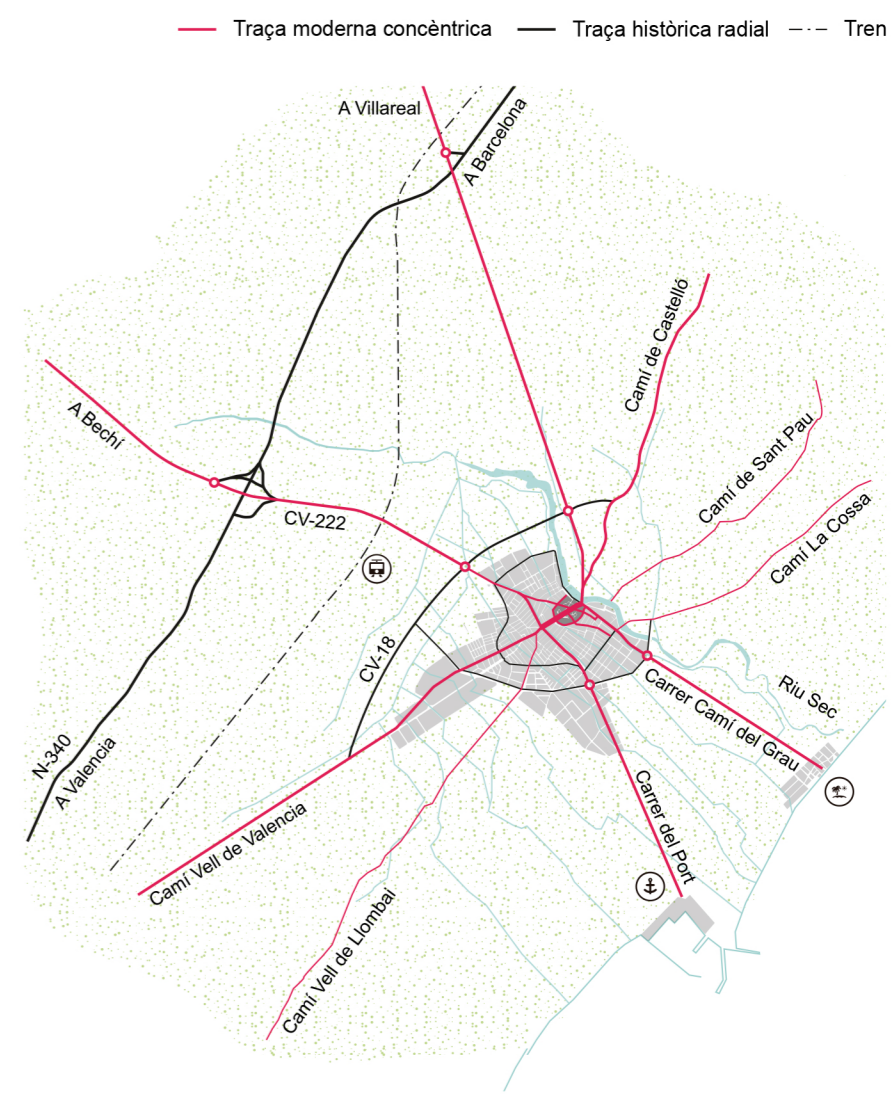 Traça moderna concèntrica
Traça històrica radial
Tren
A Villareal
A Barcelona
Camí de Castelló
A Bechí
Camí de Sant Pau
Camí La Cossa
CV-222
CV-18
Riu Sec
Carrer Camí del Grau
N-340
A Valencia
Carrer del Port
Camí Vell de Valencia
Camí Vell de Llombai